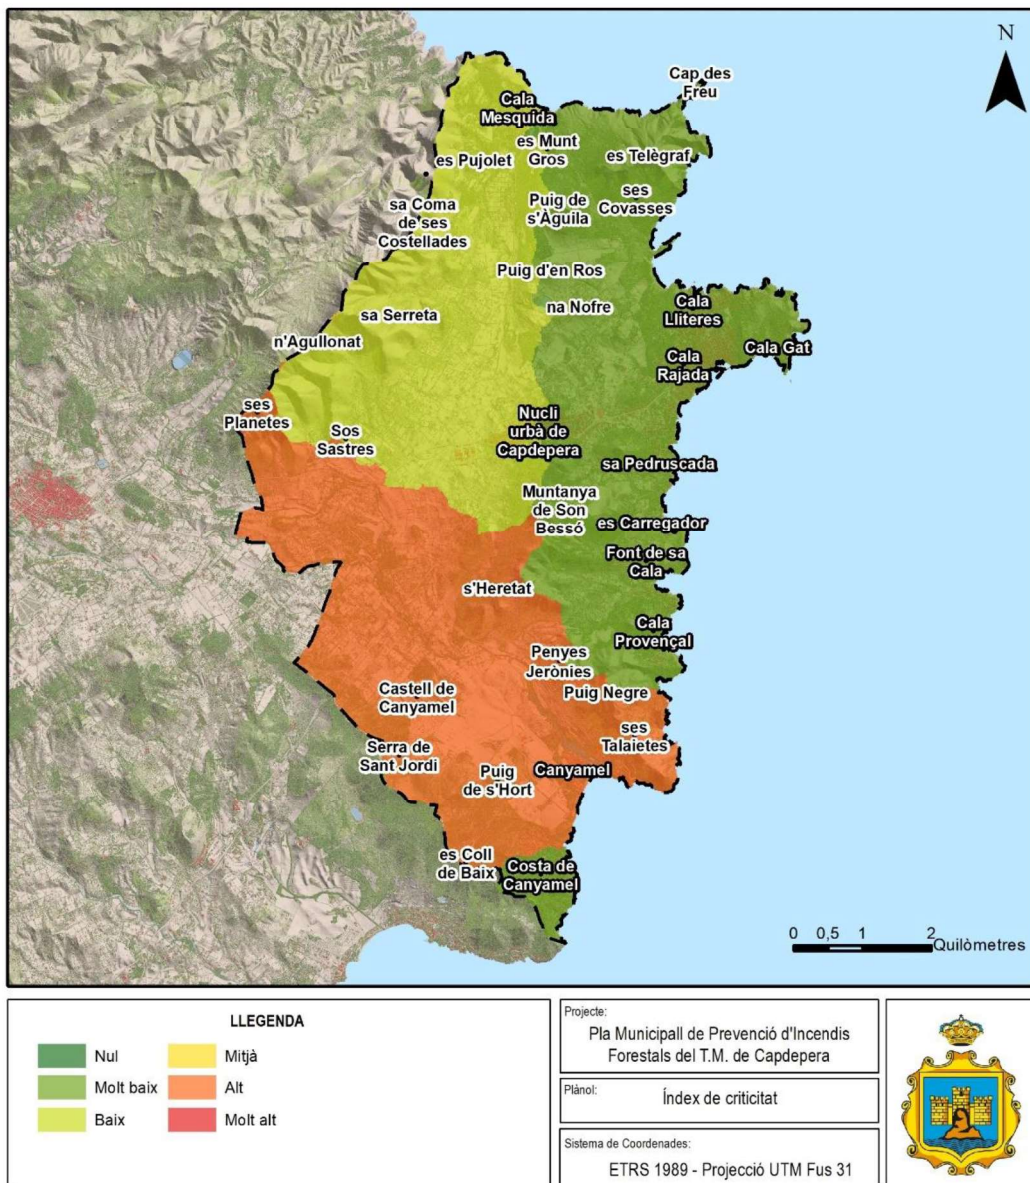 N
Cap des
Freu
Cala
Mesquida
es Munt
Gros
es Telègraf
es Pujolet
ses
Covasses
sa Coma
de ses
Costellades
Puig de
s'Àguila
Puig d'en Ros
na Nofre
Cala
Lliteres
sa Serreta
n'Agullonat
Cala Gat
Cala
Rajada
ses
Planetes
Sos
Sastres
Nucli
urbà de
Capdepera
sa Pedruscada
Muntanya
de Son
Bessó
es Carregador
Font de sa
Cala
s'Heretat
Cala
Provençal
Penyes
Jerònies
Puig Negre
Castell de
Canyamel
ses
Talaietes
Serra de
Sant Jordi
Puig
de s'Hort
Canyamel
es Coll
de Baix
Costa de
Canyamel
0 0,5 1 2
Quilòmetres
LLEGENDA
Nul
Molt baix
Baix
Mitjà
Alt
Molt alt
Projecte:
Pla Municipall de Prevenció d'Incendis
Forestals del T.M. de Capdepera
Plànol:
Índex de criticitat
Sistema de Coordenades:
ETRS 1989 - Projecció UTM Fus 31